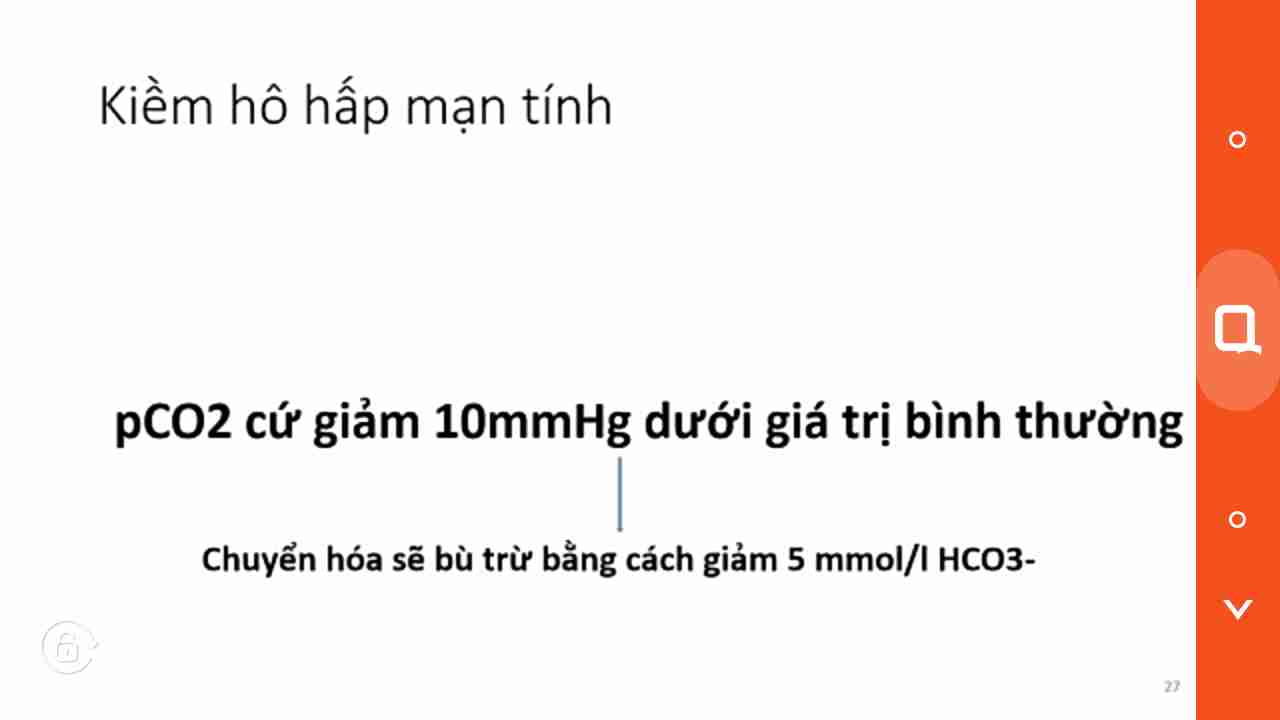 Kiềm hô hấp mạn tính
pCO2 cứ giảm 10mmHg dưới giá trị bình thường
Chuyển hóa sẽ bù trừ bằng cách giảm 5 mmol/l HCO3-
27